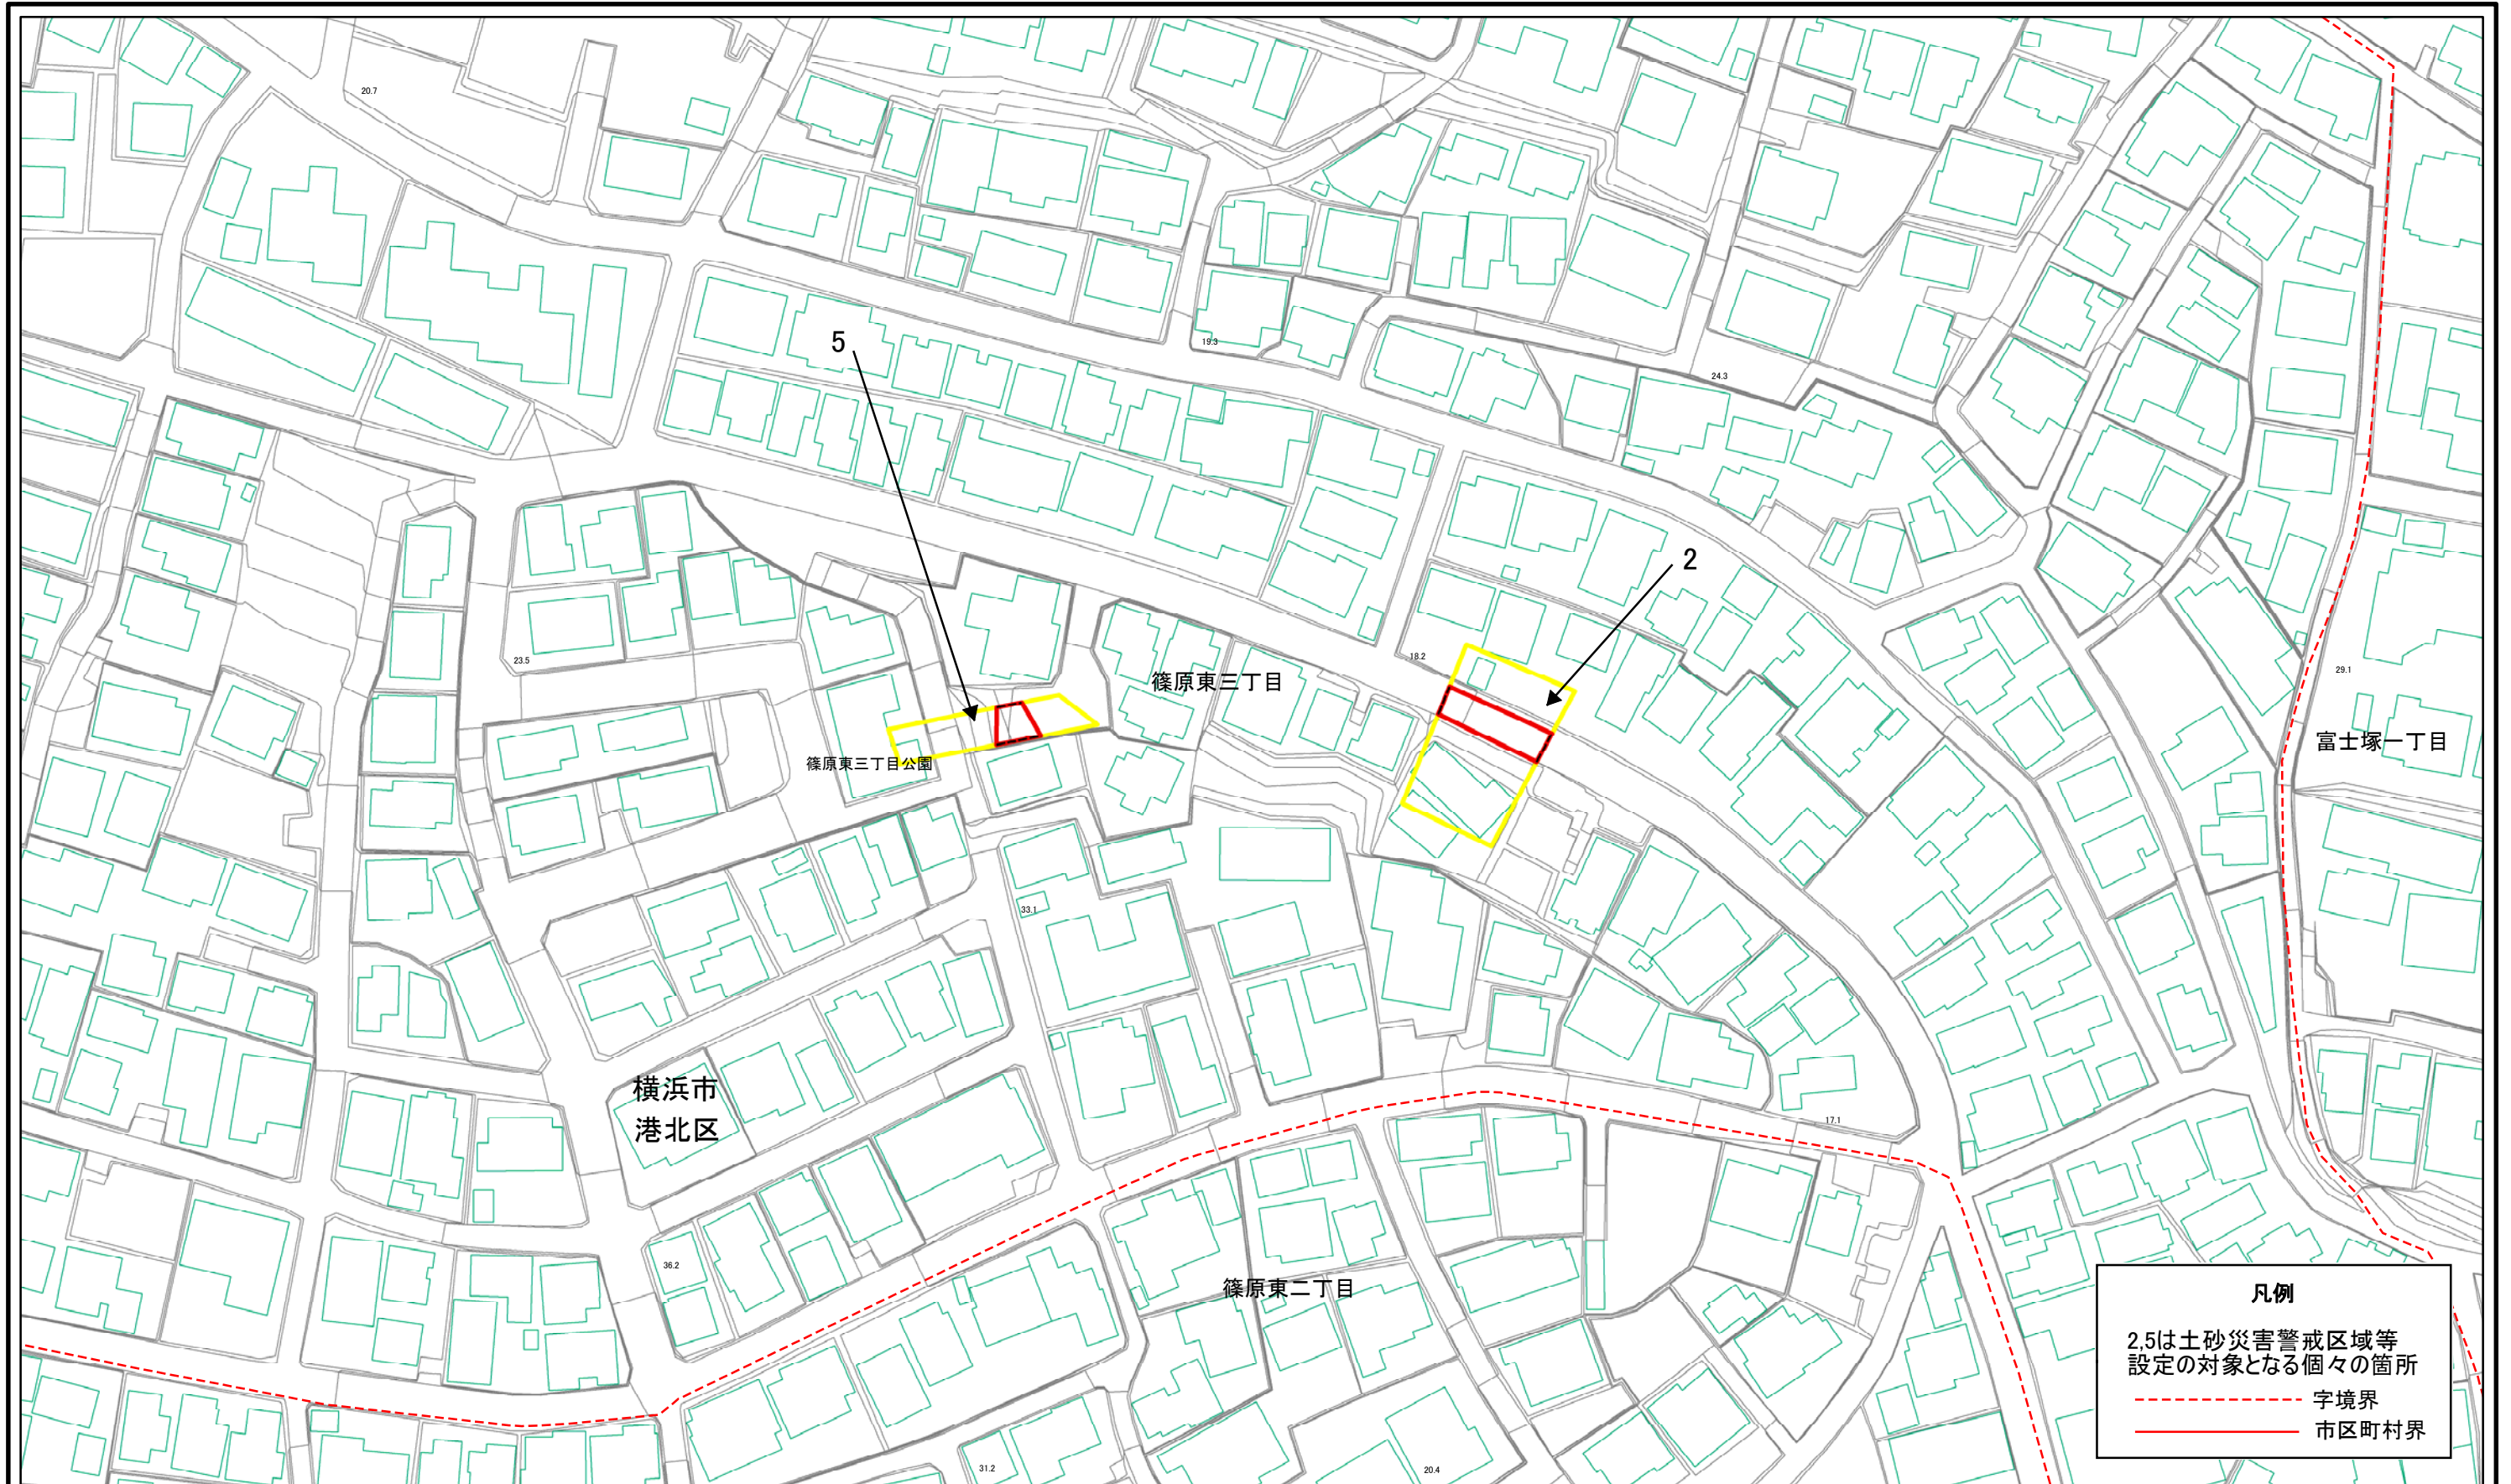 20.7
5
19.3
24.3
2
23.5
篠原東三丁目
18.2
29.1
富士塚一丁目
篠原東三丁目公園
33.1
横浜市
港北区
17.1
36.2
篠原東二丁目
凡例
2,5は土砂災害警戒区域等
設定の対象となる個々の箇所
字境界
市区町村界
31.2
20.4